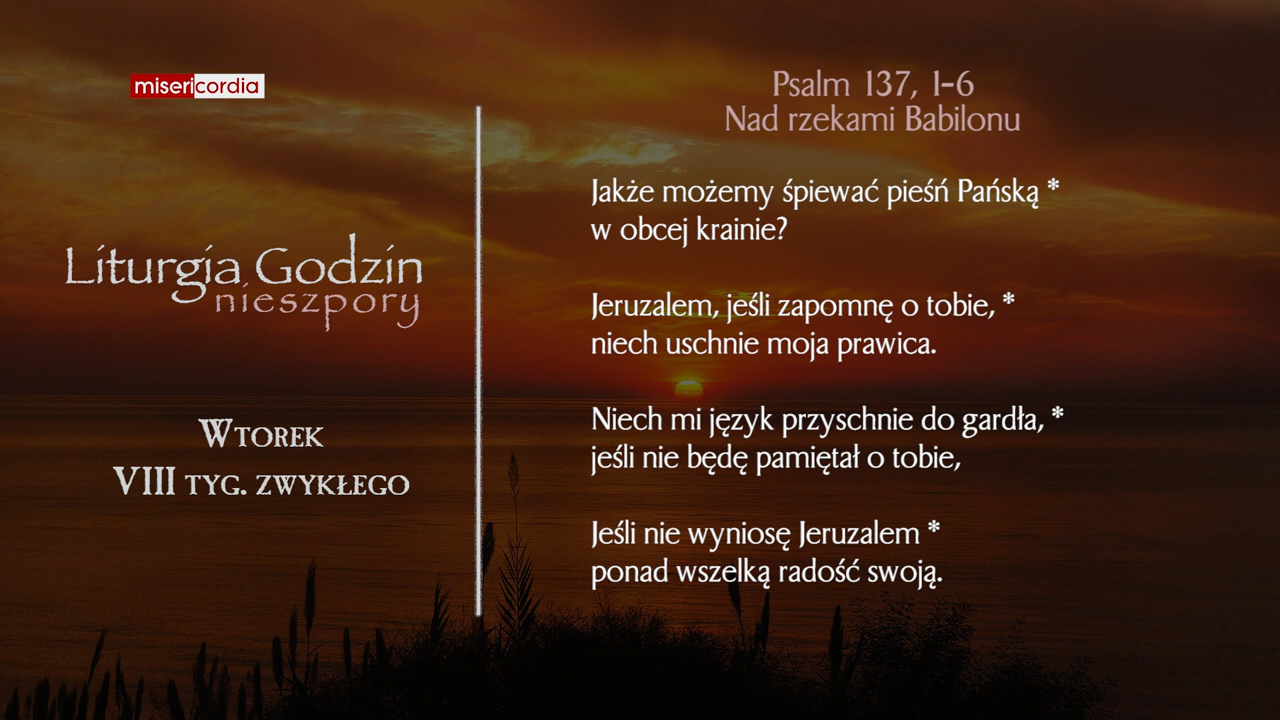 misericordia
Liturgia Godzin
nieszpory
Wtorek
VIII tyg. zwykłego
Psalm 137, 1-6
Nad rzekami Babilonu
Jakże możemy śpiewać pieśń Pańską *
w obcej krainie?
Jeruzalem, jeśli zapomnę o tobie, *
niech uschnie moja prawica.
Niech mi język przyschnie do gardła, *
jeśli nie będę pamiętał o tobie,
Jeśli nie wyniosę Jeruzalem *
ponad wszelką radość swoją.